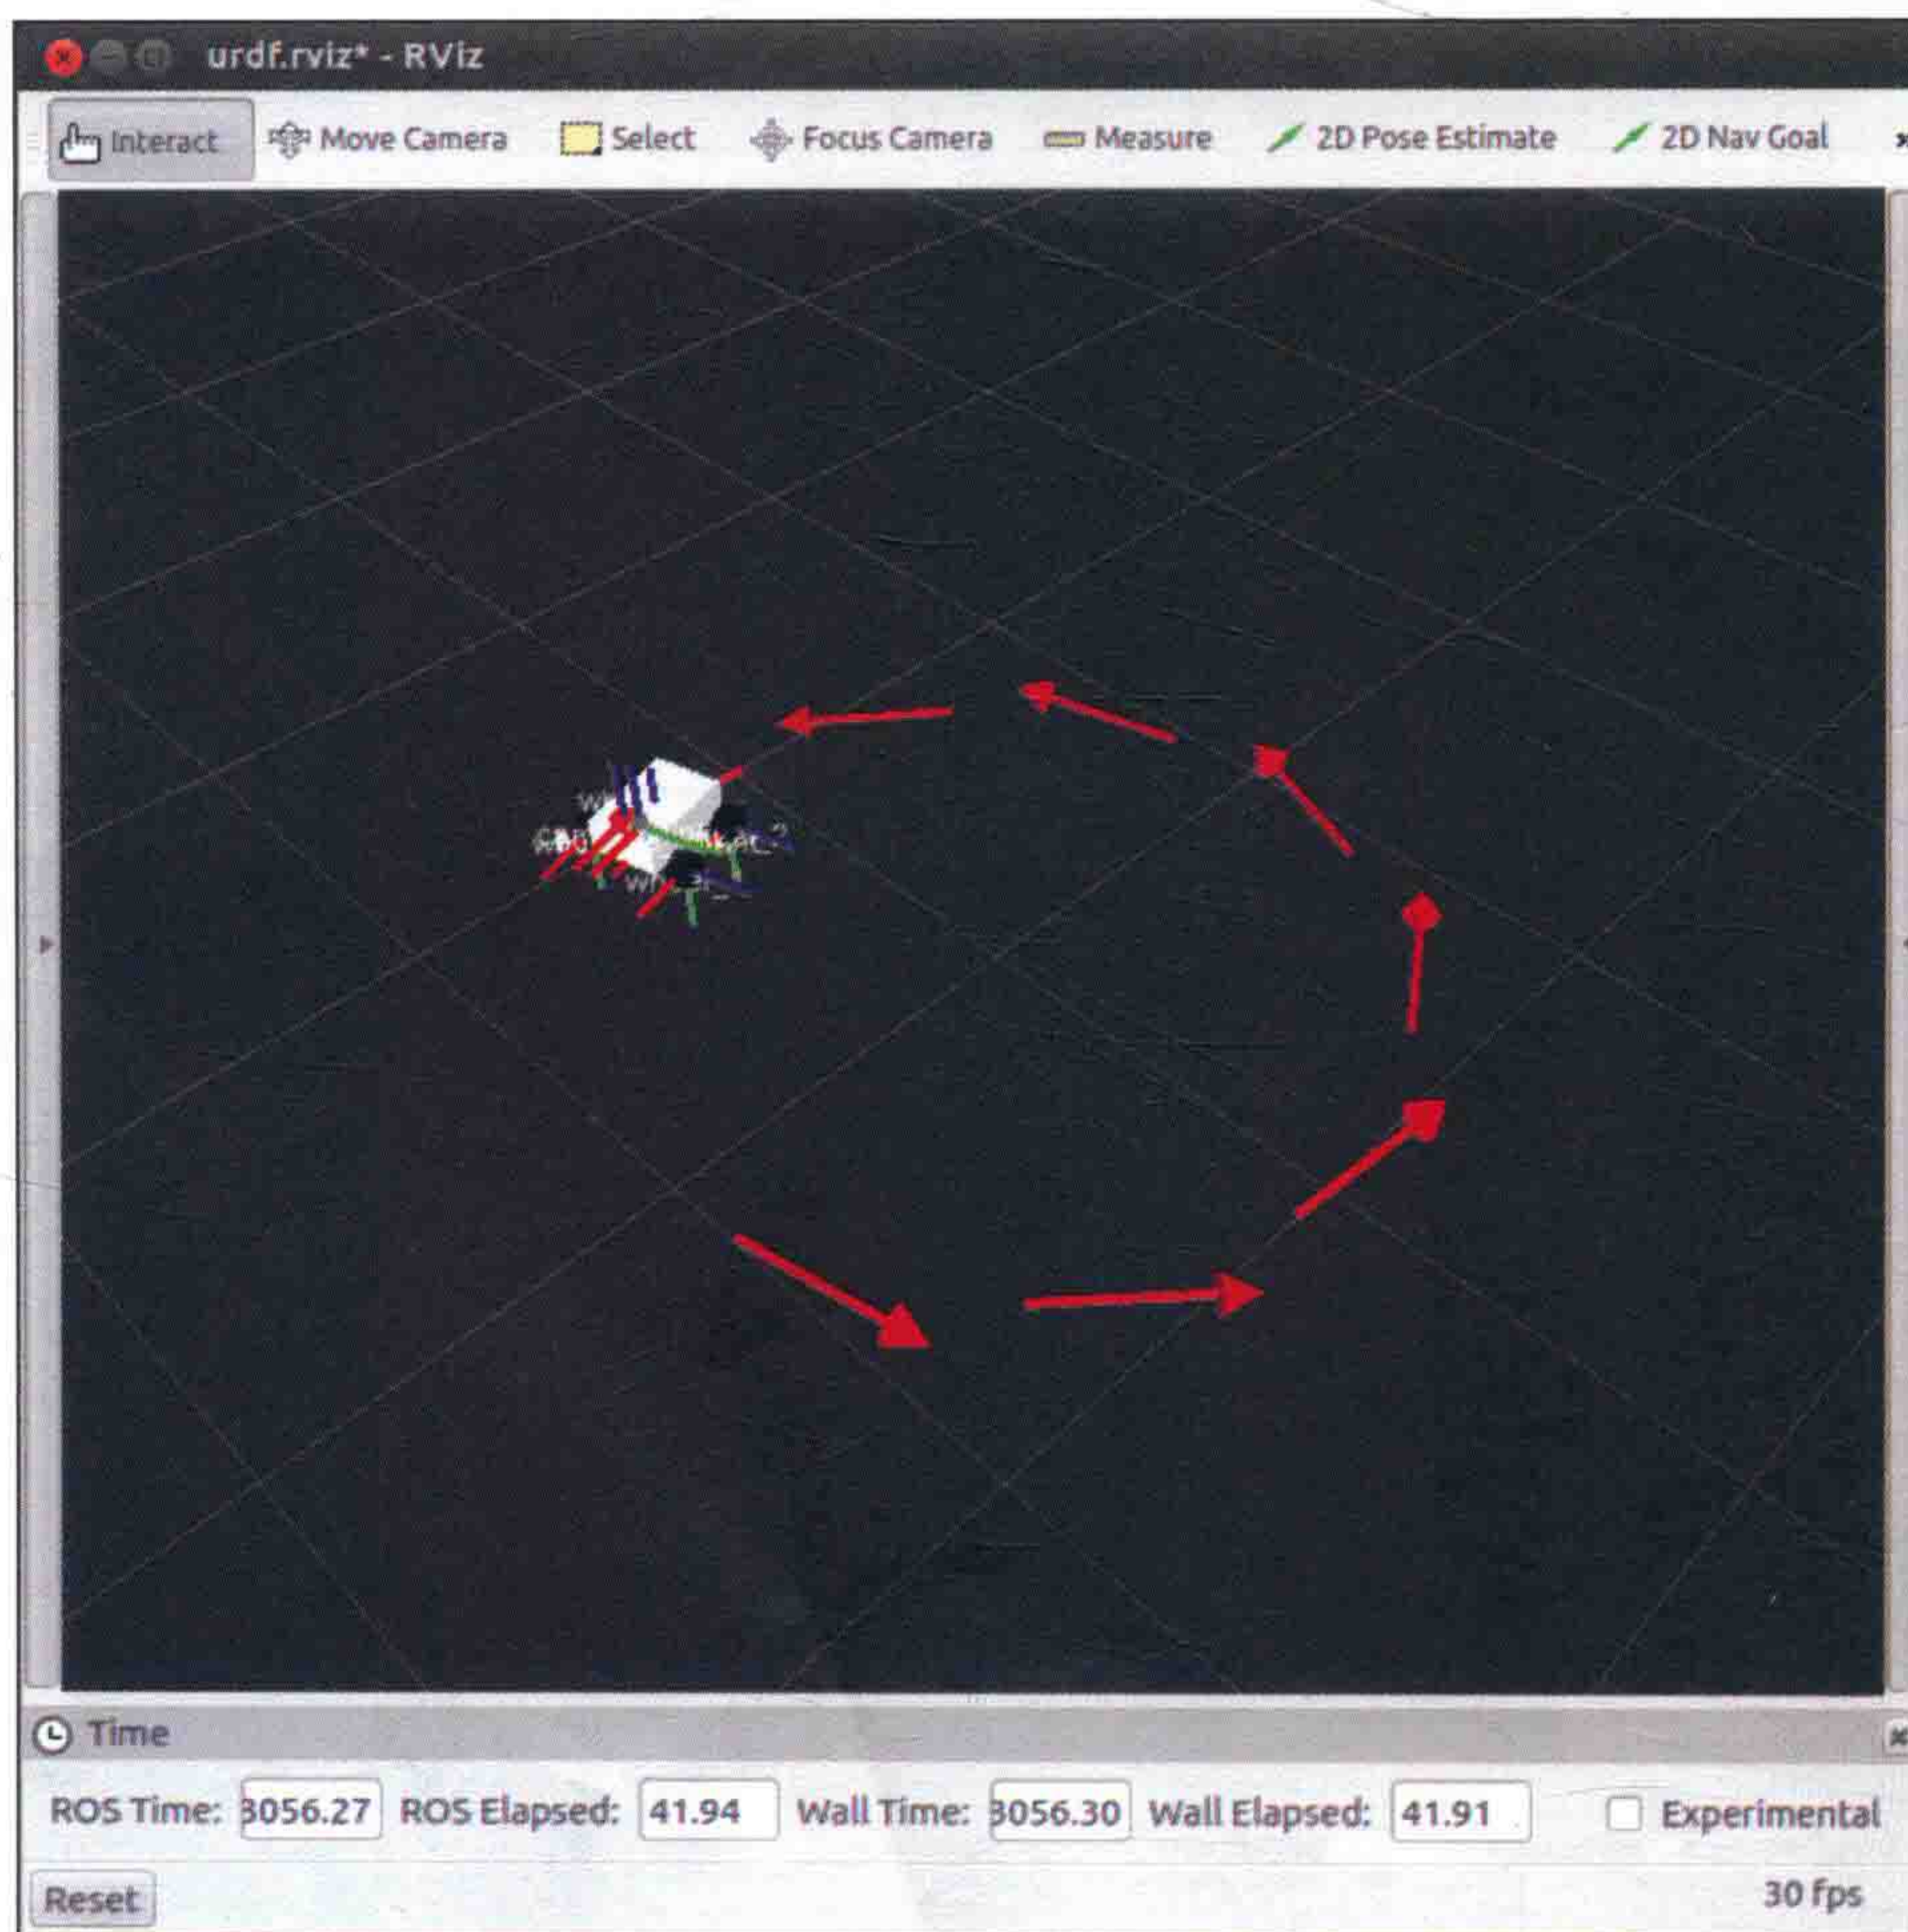 urdf.rviz* - RViz
Interact Move Camera Select Focus Camera Measure 2D Pose Estimate 2D Nav Goal
Time
ROS Time: 3056.27 ROS Elapsed: 41.94 Wall Time: 3056.30 Wall Elapsed: 41.91 Experimental
Reset 30 fps